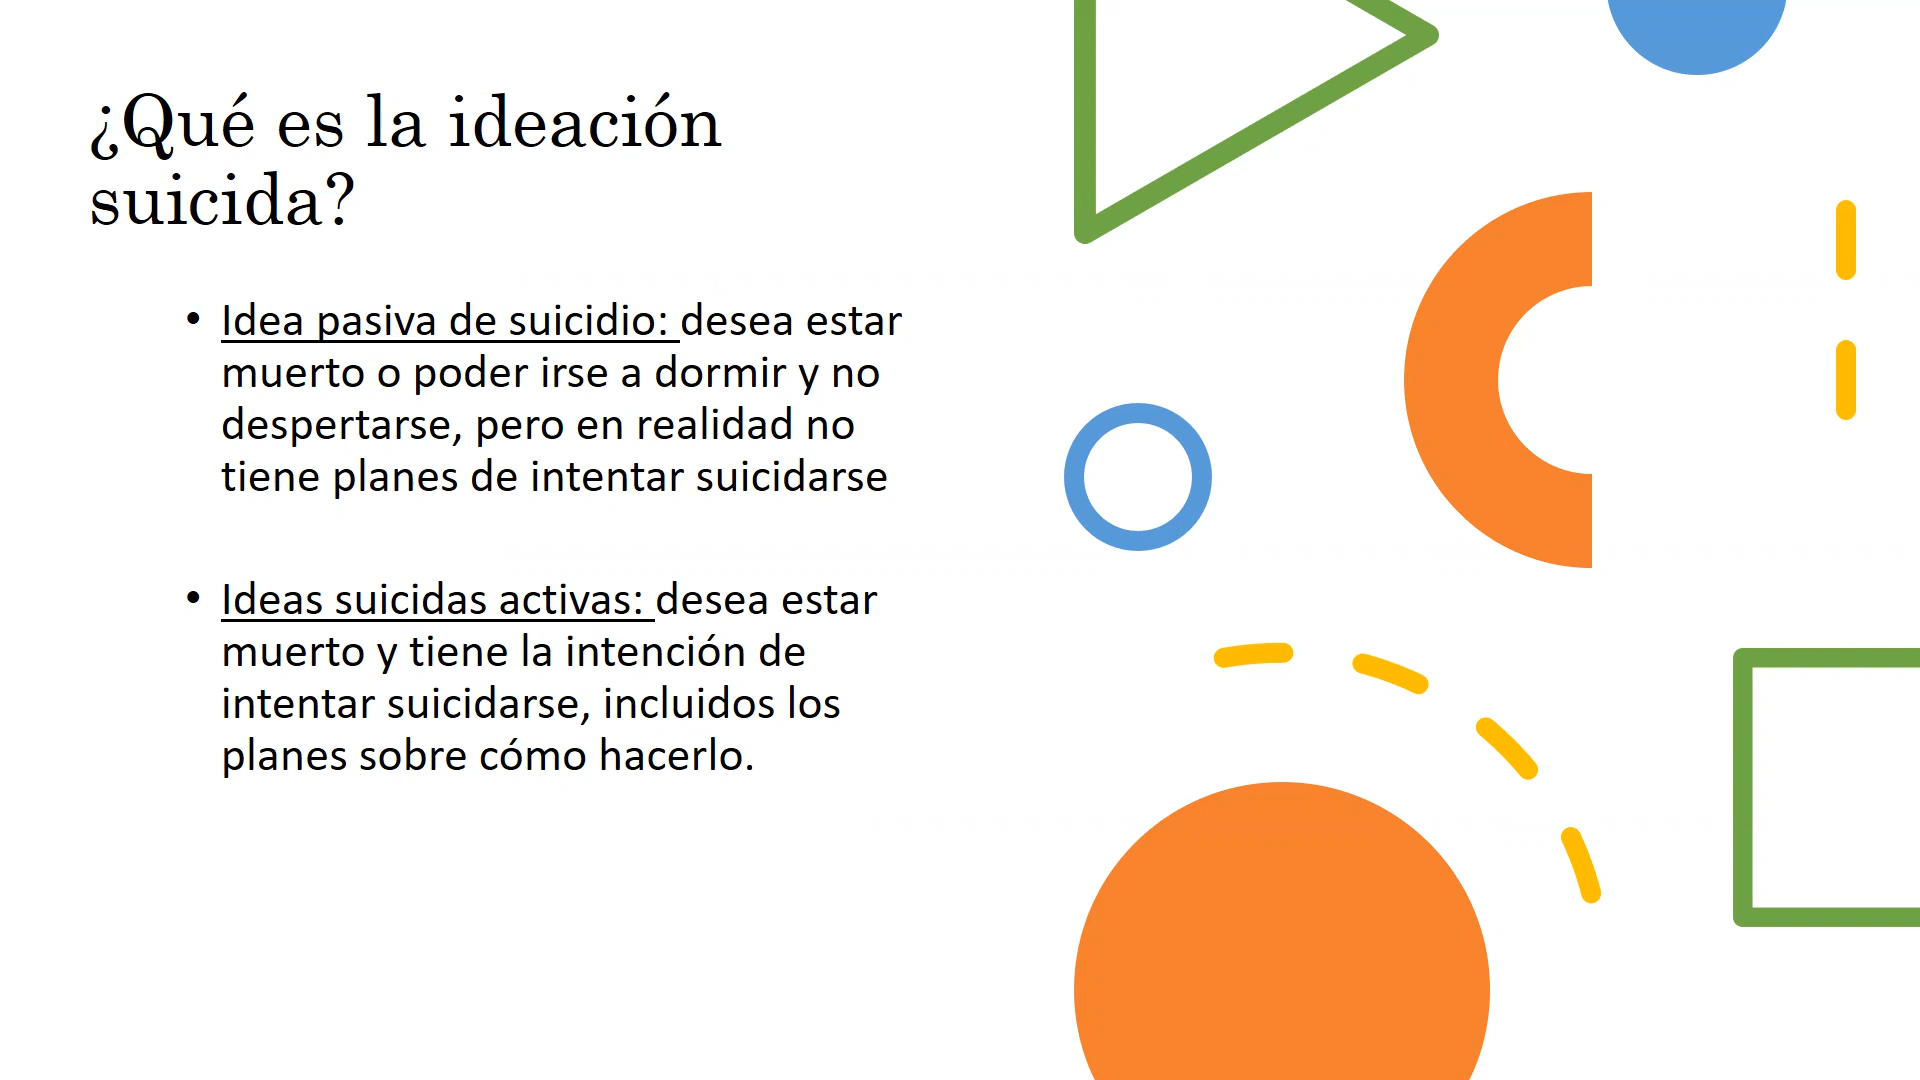 ¿Qué es la ideación
suicida?
• Idea pasiva de suicidio: desea estar
muerto o poder irse a dormir y no
despertarse, pero en realidad no
tiene planes de intentar suicidarse
• Ideas suicidas activas: desea estar
muerto y tiene la intención de
intentar suicidarse, incluidos los
planes sobre cómo hacerlo.